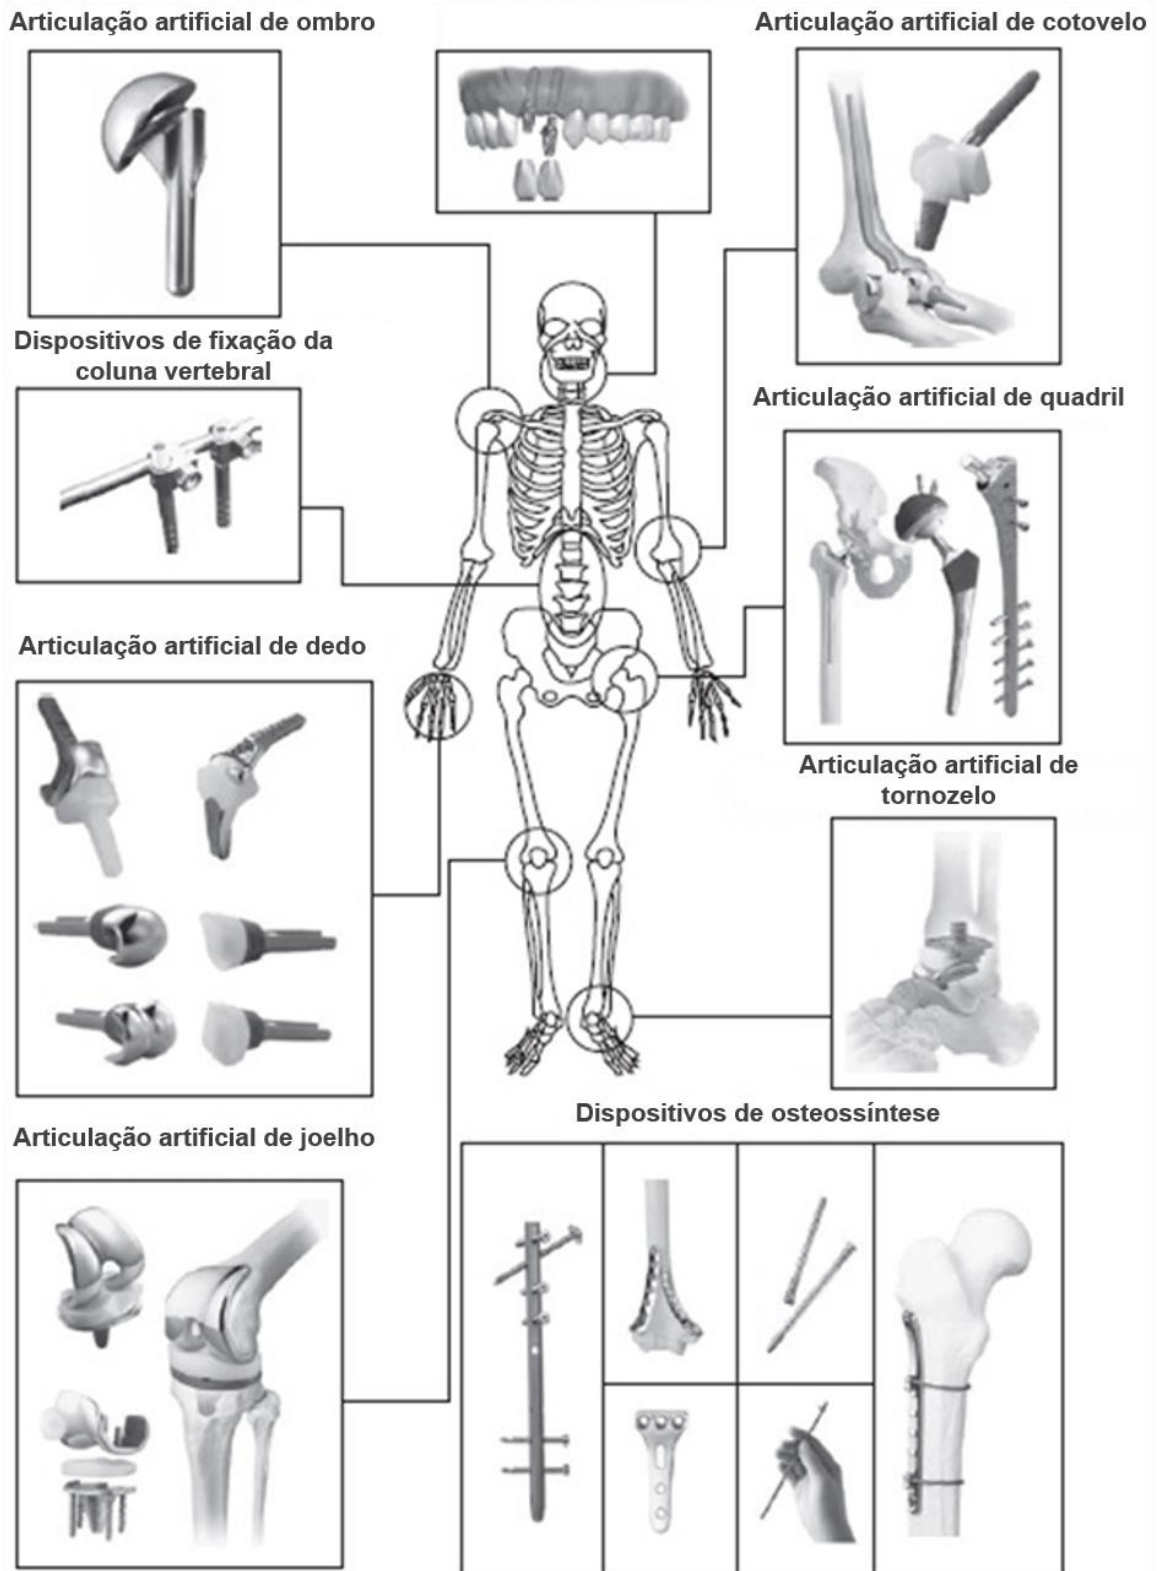 Articulação artificial de ombro
Articulação artificial de cotovelo
Dispositivos de fixação da
coluna vertebral
Articulação artificial de quadril
Articulação artificial de dedo
Articulação artificial de
tornozelo
Dispositivos de osteossíntese
Articulação artificial de joelho